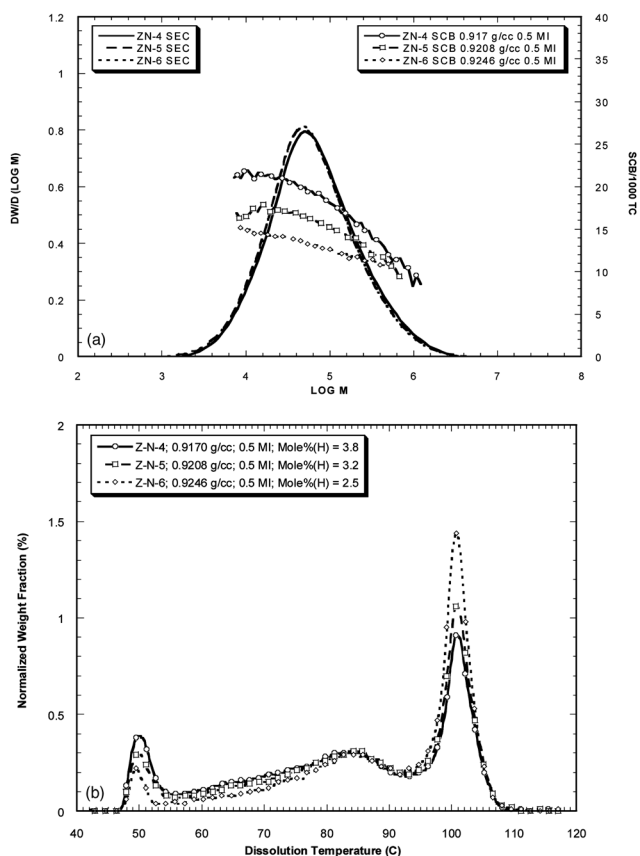 ZN-4 SEC
ZN-5 SEC
ZN-6 SEC
ZN-4 SCB 0.917 g/cc 0.5 MI
ZN-5 SCB 0.9208 g/cc 0.5 MI
ZN-6 SCB 0.9246 g/cc 0.5 MI
1.2
1
0.8
0.6
0.4
0.2
0
DW/D (LOG M)
40
35
30
25
20
15
10
5
0
SCB/1000 TC
(a)
2 3 4 5 6 7 8
LOG M
Z-N-4; 0.9170 g/cc; 0.5 MI; Mole%(H) = 3.8
Z-N-5; 0.9208 g/cc; 0.5 MI; Mole%(H) = 3.2
Z-N-6; 0.9246 g/cc; 0.5 MI; Mole%(H) = 2.5
2
1.5
1
0.5
0
Normalized Weight Fraction (%)
(b)
40 50 60 70 80 90 100 110 120
Dissolution Temperature (C)